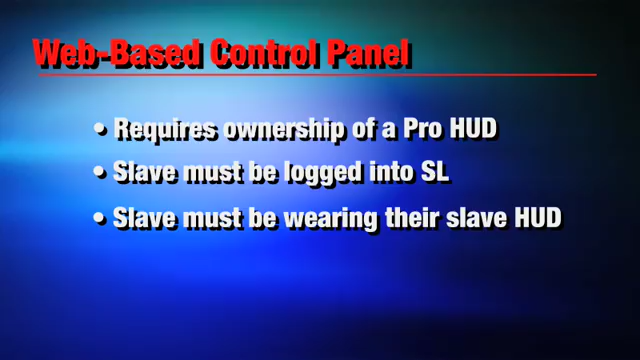 Web-Based Control Panel
• Requires ownership of a Pro HUD
• Slave must be logged into SL
• Slave must be wearing their slave HUD